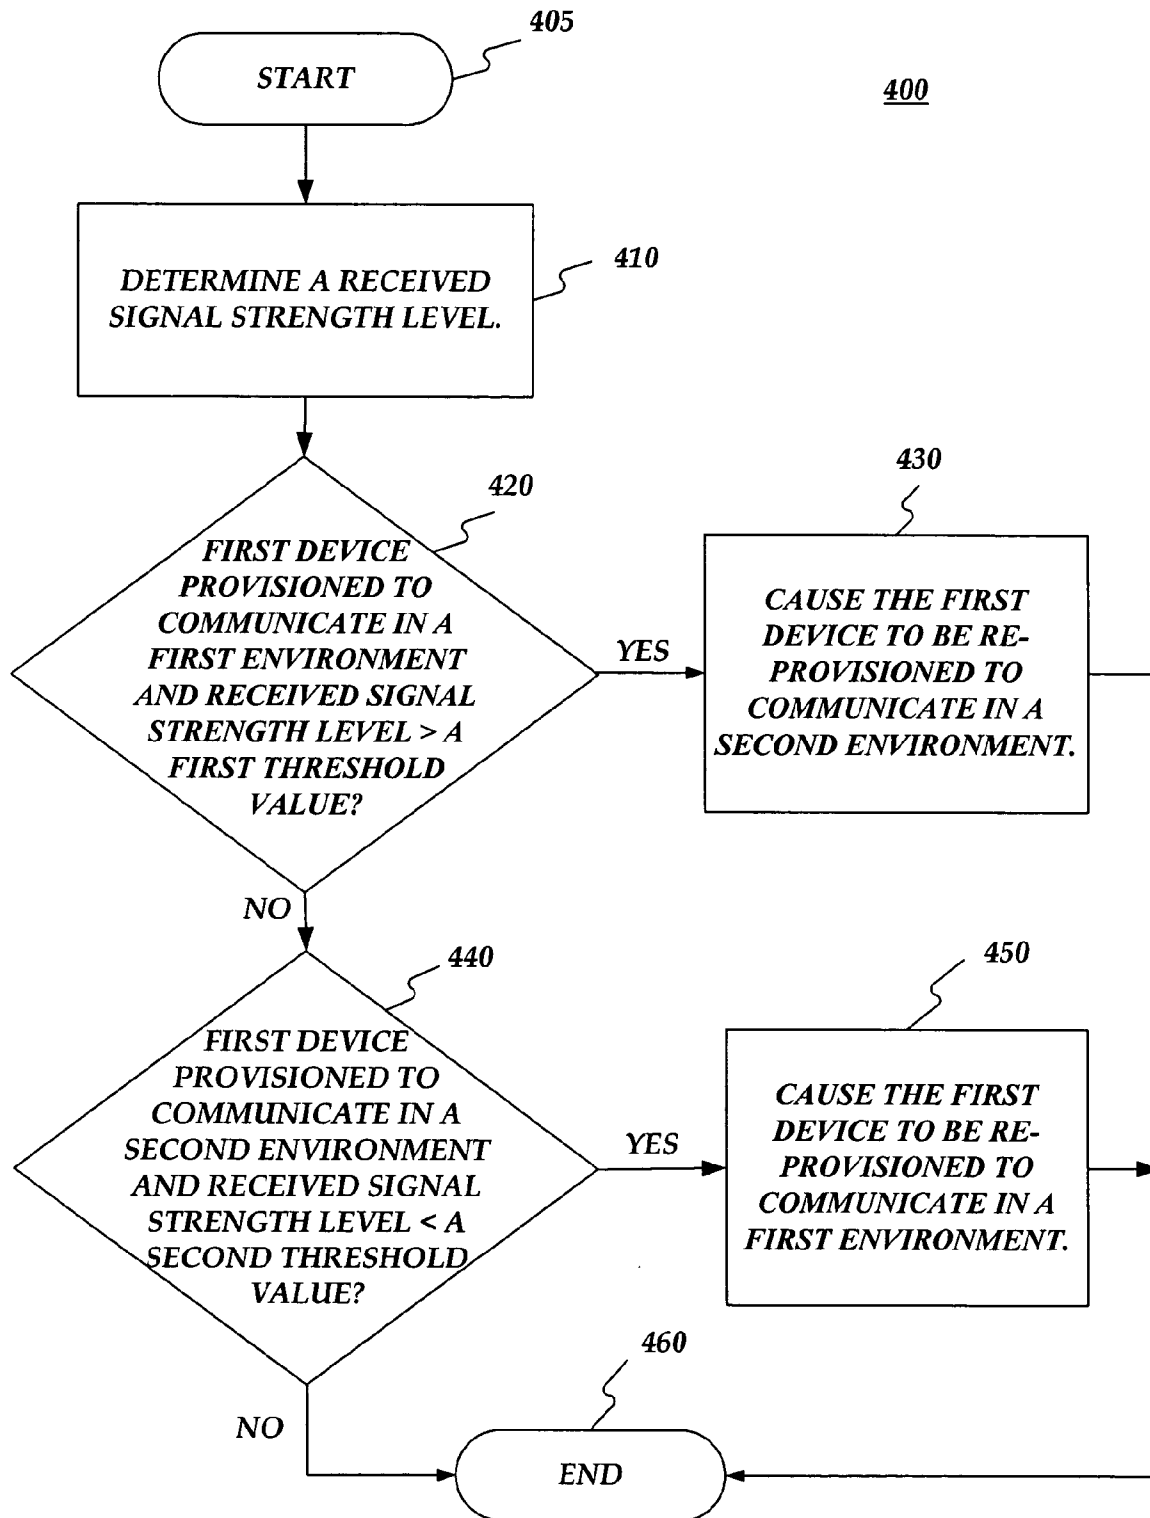 405
START
400
DETERMINE A RECEIVED
SIGNAL STRENGTH LEVEL.
410
420
FIRST DEVICE
PROVISIONED TO
COMMUNICATE IN A
FIRST ENVIRONMENT
AND RECEIVED SIGNAL
STRENGTH LEVEL > A
FIRST THRESHOLD
VALUE?
YES
430
CAUSE THE FIRST
DEVICE TO BE RE-
PROVISIONED TO
COMMUNICATE IN A
SECOND ENVIRONMENT.
NO
440
FIRST DEVICE
PROVISIONED TO
COMMUNICATE IN A
SECOND ENVIRONMENT
AND RECEIVED SIGNAL
STRENGTH LEVEL < A
SECOND THRESHOLD
VALUE?
YES
450
CAUSE THE FIRST
DEVICE TO BE RE-
PROVISIONED TO
COMMUNICATE IN A
FIRST ENVIRONMENT.
NO
460
END